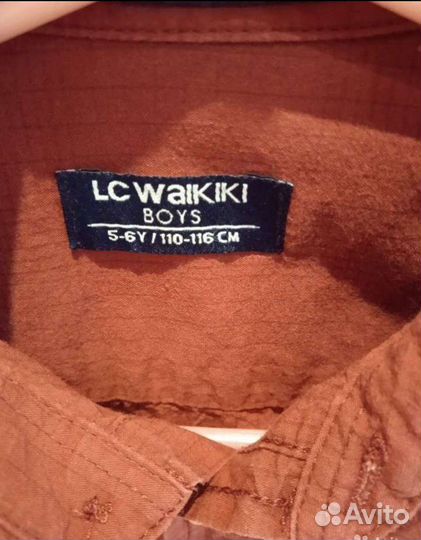 LC WAIKIKI
BOYS
5-6Y / 110-116 CM
Avito